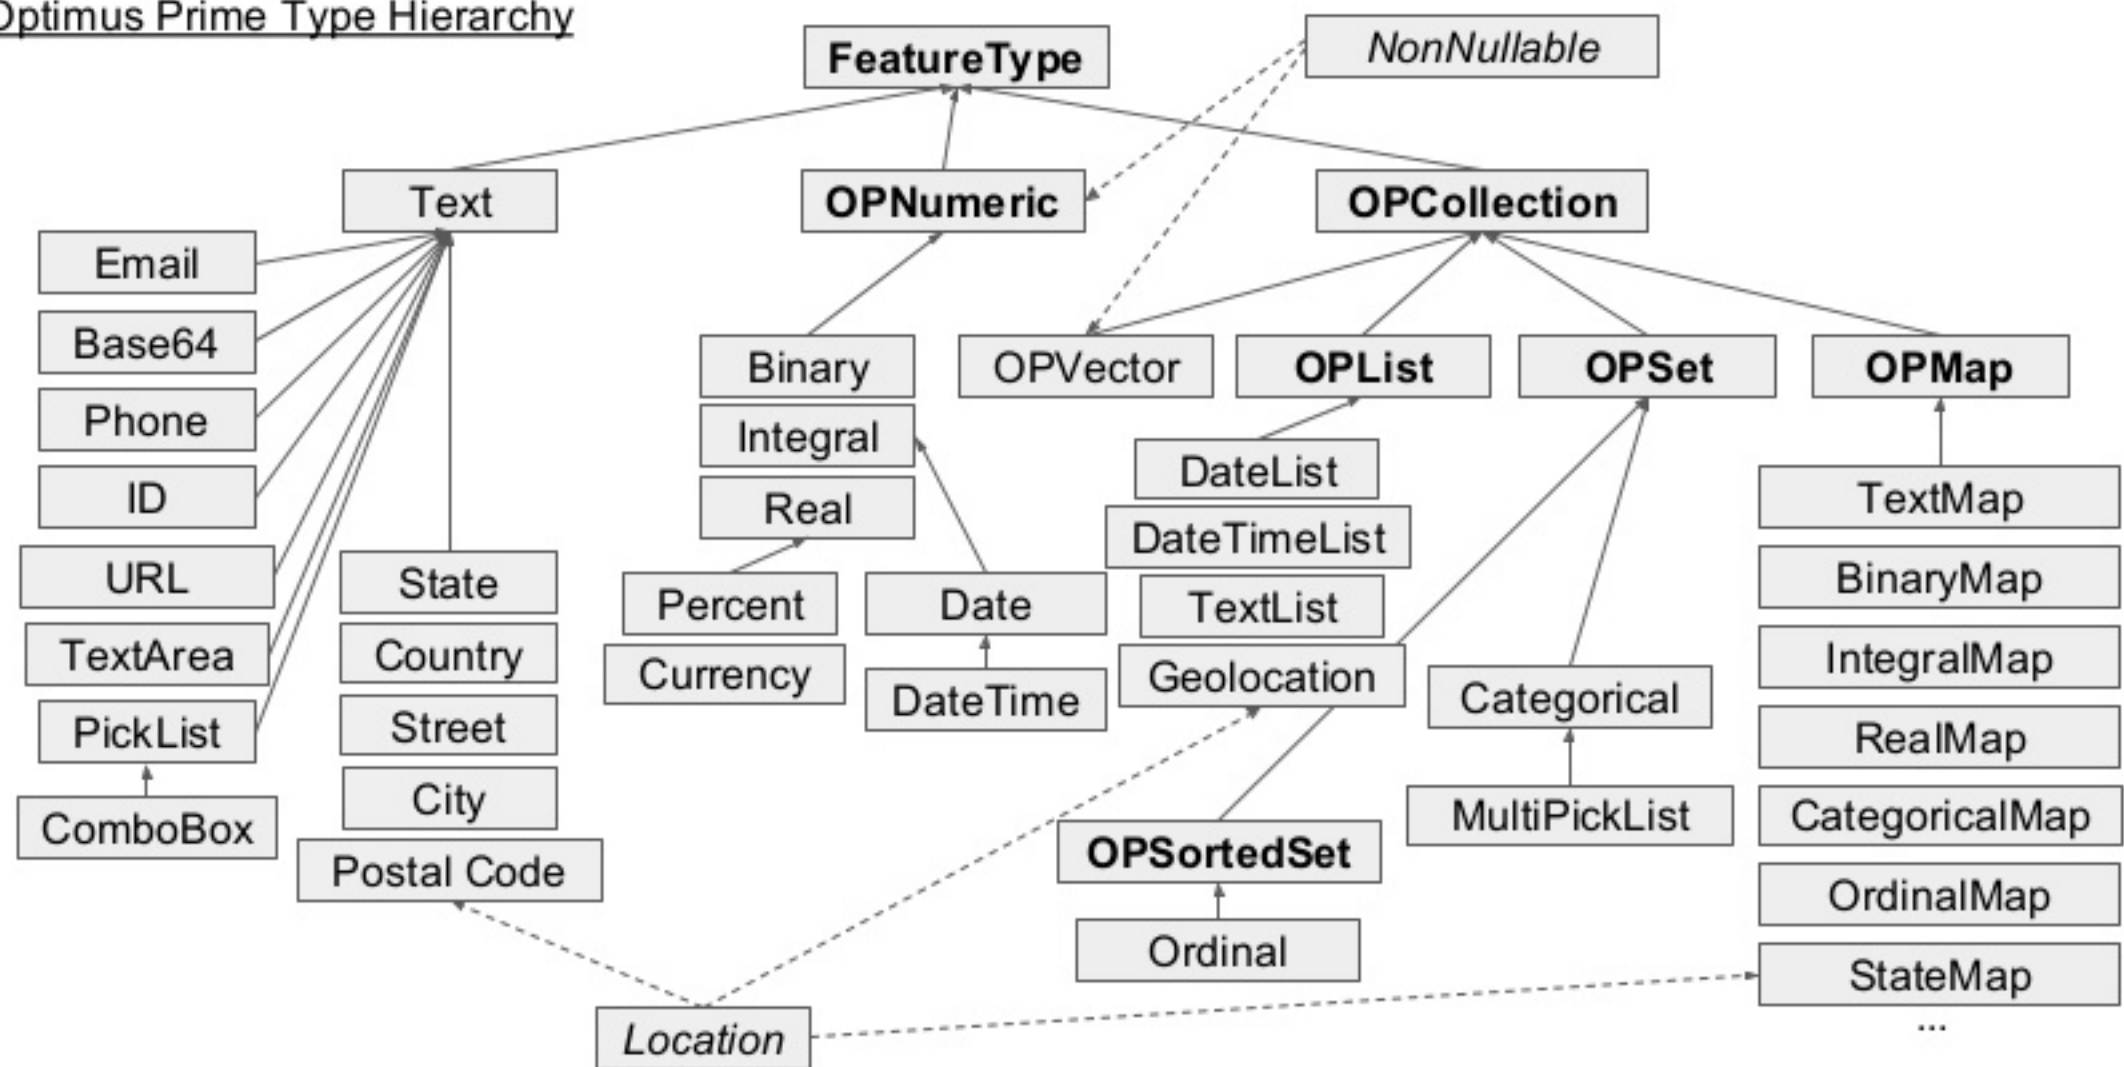 Optimus Prime Type Hierarchy
FeatureType
NonNullable
Text
OPNumeric
OPCollection
Email
Base64
Phone
ID
URL
TextArea
PickList
ComboBox
State
Country
Street
City
Postal Code
Binary
Integral
Real
Percent
Currency
Date
DateTime
OPVector
OPList
OPSet
OPMap
DateList
DateTimeList
TextList
Geolocation
Categorical
MultiPickList
OPSortedSet
Ordinal
TextMap
BinaryMap
IntegralMap
RealMap
CategoricalMap
OrdinalMap
StateMap
...
Location